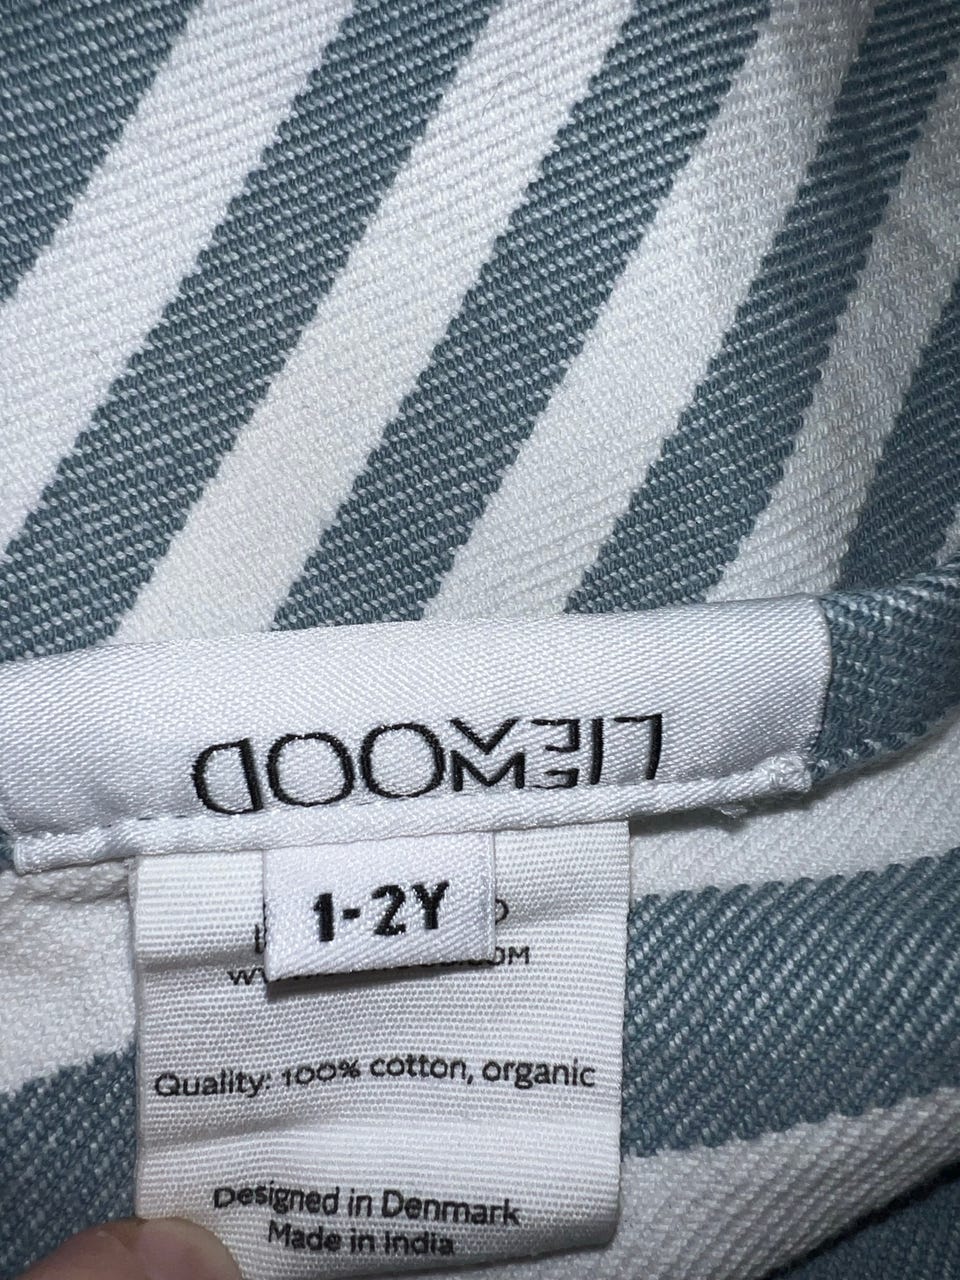 LIEWOOD
1-2Y
Quality: 100% cotton, organic
Designed in Denmark
Made in India